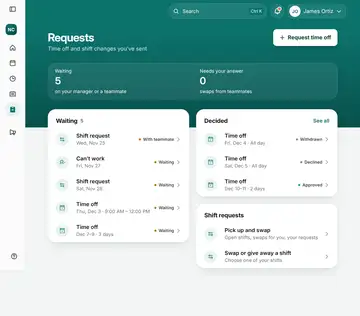 Search
Ctrl K
JO
James Ortiz
NC
Requests
Time off and shift changes you've sent
+ Request time off
Waiting
5
on your manager or a teammate
Needs your answer
0
swaps from teammates
Waiting 5
Shift request
Wed, Nov 25
With teammate
Can't work
Fri, Nov 27
Waiting
Shift request
Sat, Nov 28
Waiting
Time off
Thu, Dec 3 · 9:00 AM – 12:00 PM
Waiting
Time off
Dec 7–9 · 3 days
Waiting
Decided
See all
Time off
Fri, Dec 4 · All day
Withdrawn
Time off
Sat, Dec 5 · All day
Declined
Time off
Dec 10–11 · 2 days
Approved
Shift requests
Pick up and swap
Open shifts, swaps for you, your requests
Swap or give away a shift
Choose one of your shifts.